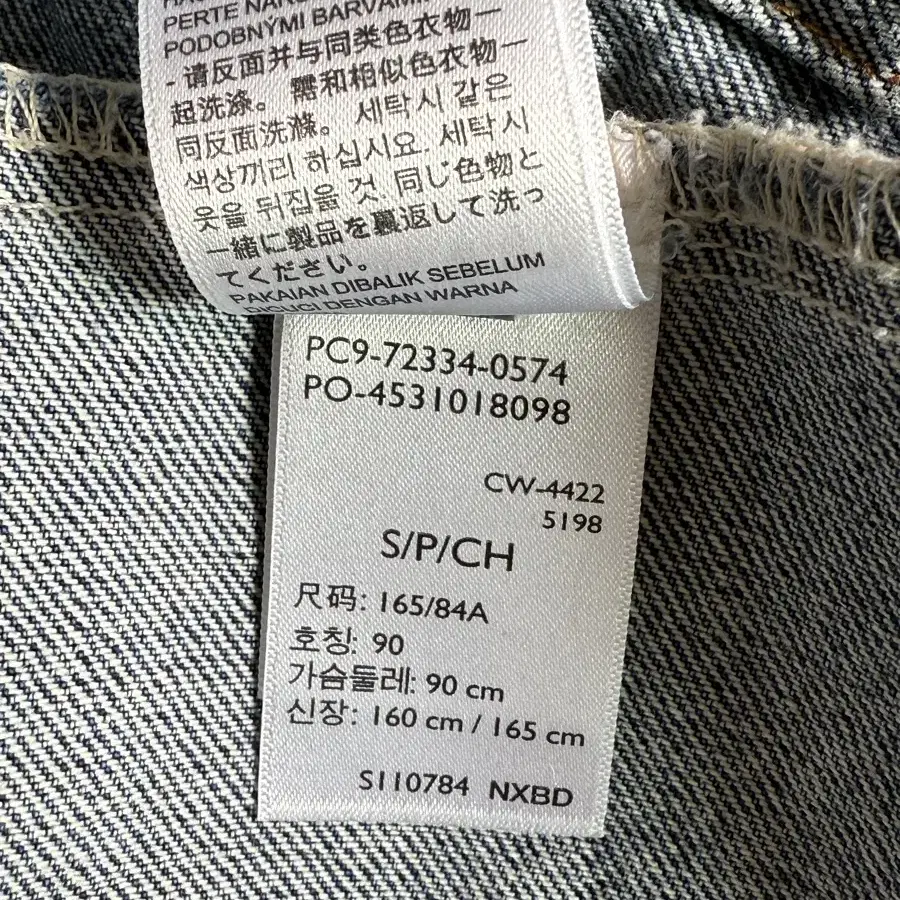 PERTE
PODOBNÝMI BARVAMI
- 请反面并与同类色衣物一
起洗涤。 需和相似色衣物一
同反面洗滌。 세탁시 같은
색상끼리 하십시요. 세탁시
옷을 뒤집을 것. 同じ色物と
一緒に製品を裏返して洗っ
てください。
PAKAIAN DIBALIK SEBELUM
DICUCI DENGAN WARNA
PC9-72334-0574
PO-4531018098
CW-4422
5198
S/P/CH
尺码: 165/84A
호칭: 90
가슴둘레: 90 cm
신장: 160 cm / 165 cm
S110784 NXBD